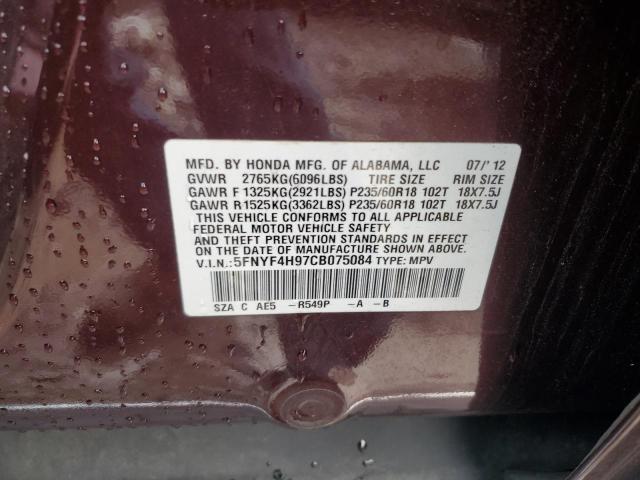 MFD. BY HONDA MFG. OF ALABAMA, LLC 07/'12
GVWR 2765KG(6096LBS) TIRE SIZE RIM SIZE
GAWR F 1325KG(2921LBS) P235/60R18 102T 18X7.5J
GAWR R 1525KG(3362LBS) P235/60R18 102T 18X7.5J
THIS VEHICLE CONFORMS TO ALL APPLICABLE
FEDERAL MOTOR VEHICLE SAFETY
AND THEFT PREVENTION STANDARDS IN EFFECT
ON THE DATE OF MANUFACTURE SHOWN ABOVE.
V.I.N.: 5FNYF4H97CB075084 TYPE: MPV
SZA C AE5 -R549P -A -B